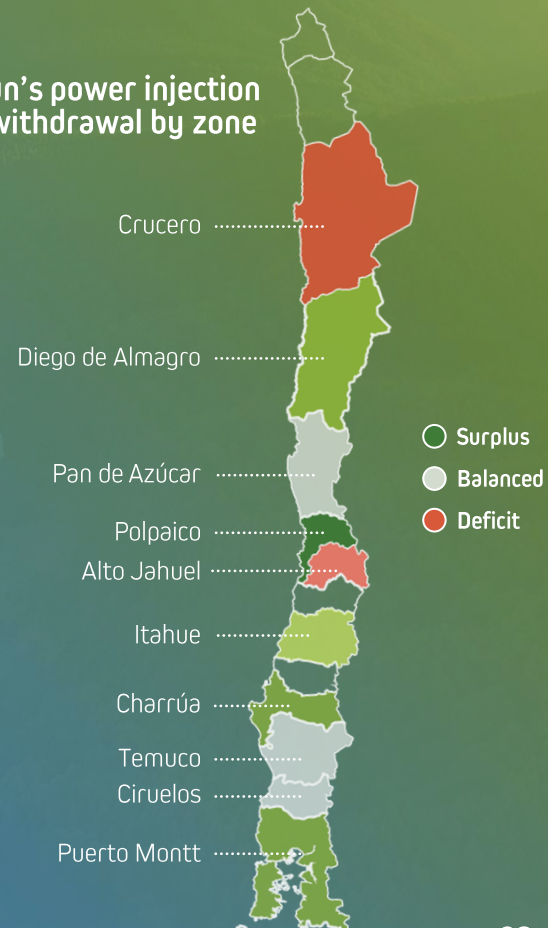 n's power injection
withdrawal by zone
Crucero
Diego de Almagro
Surplus
Pan de Azúcar
Balanced
Polpaico
Deficit
Alto Jahuel
Itahue
Charrúa
Temuco
Ciruelos
Puerto Montt